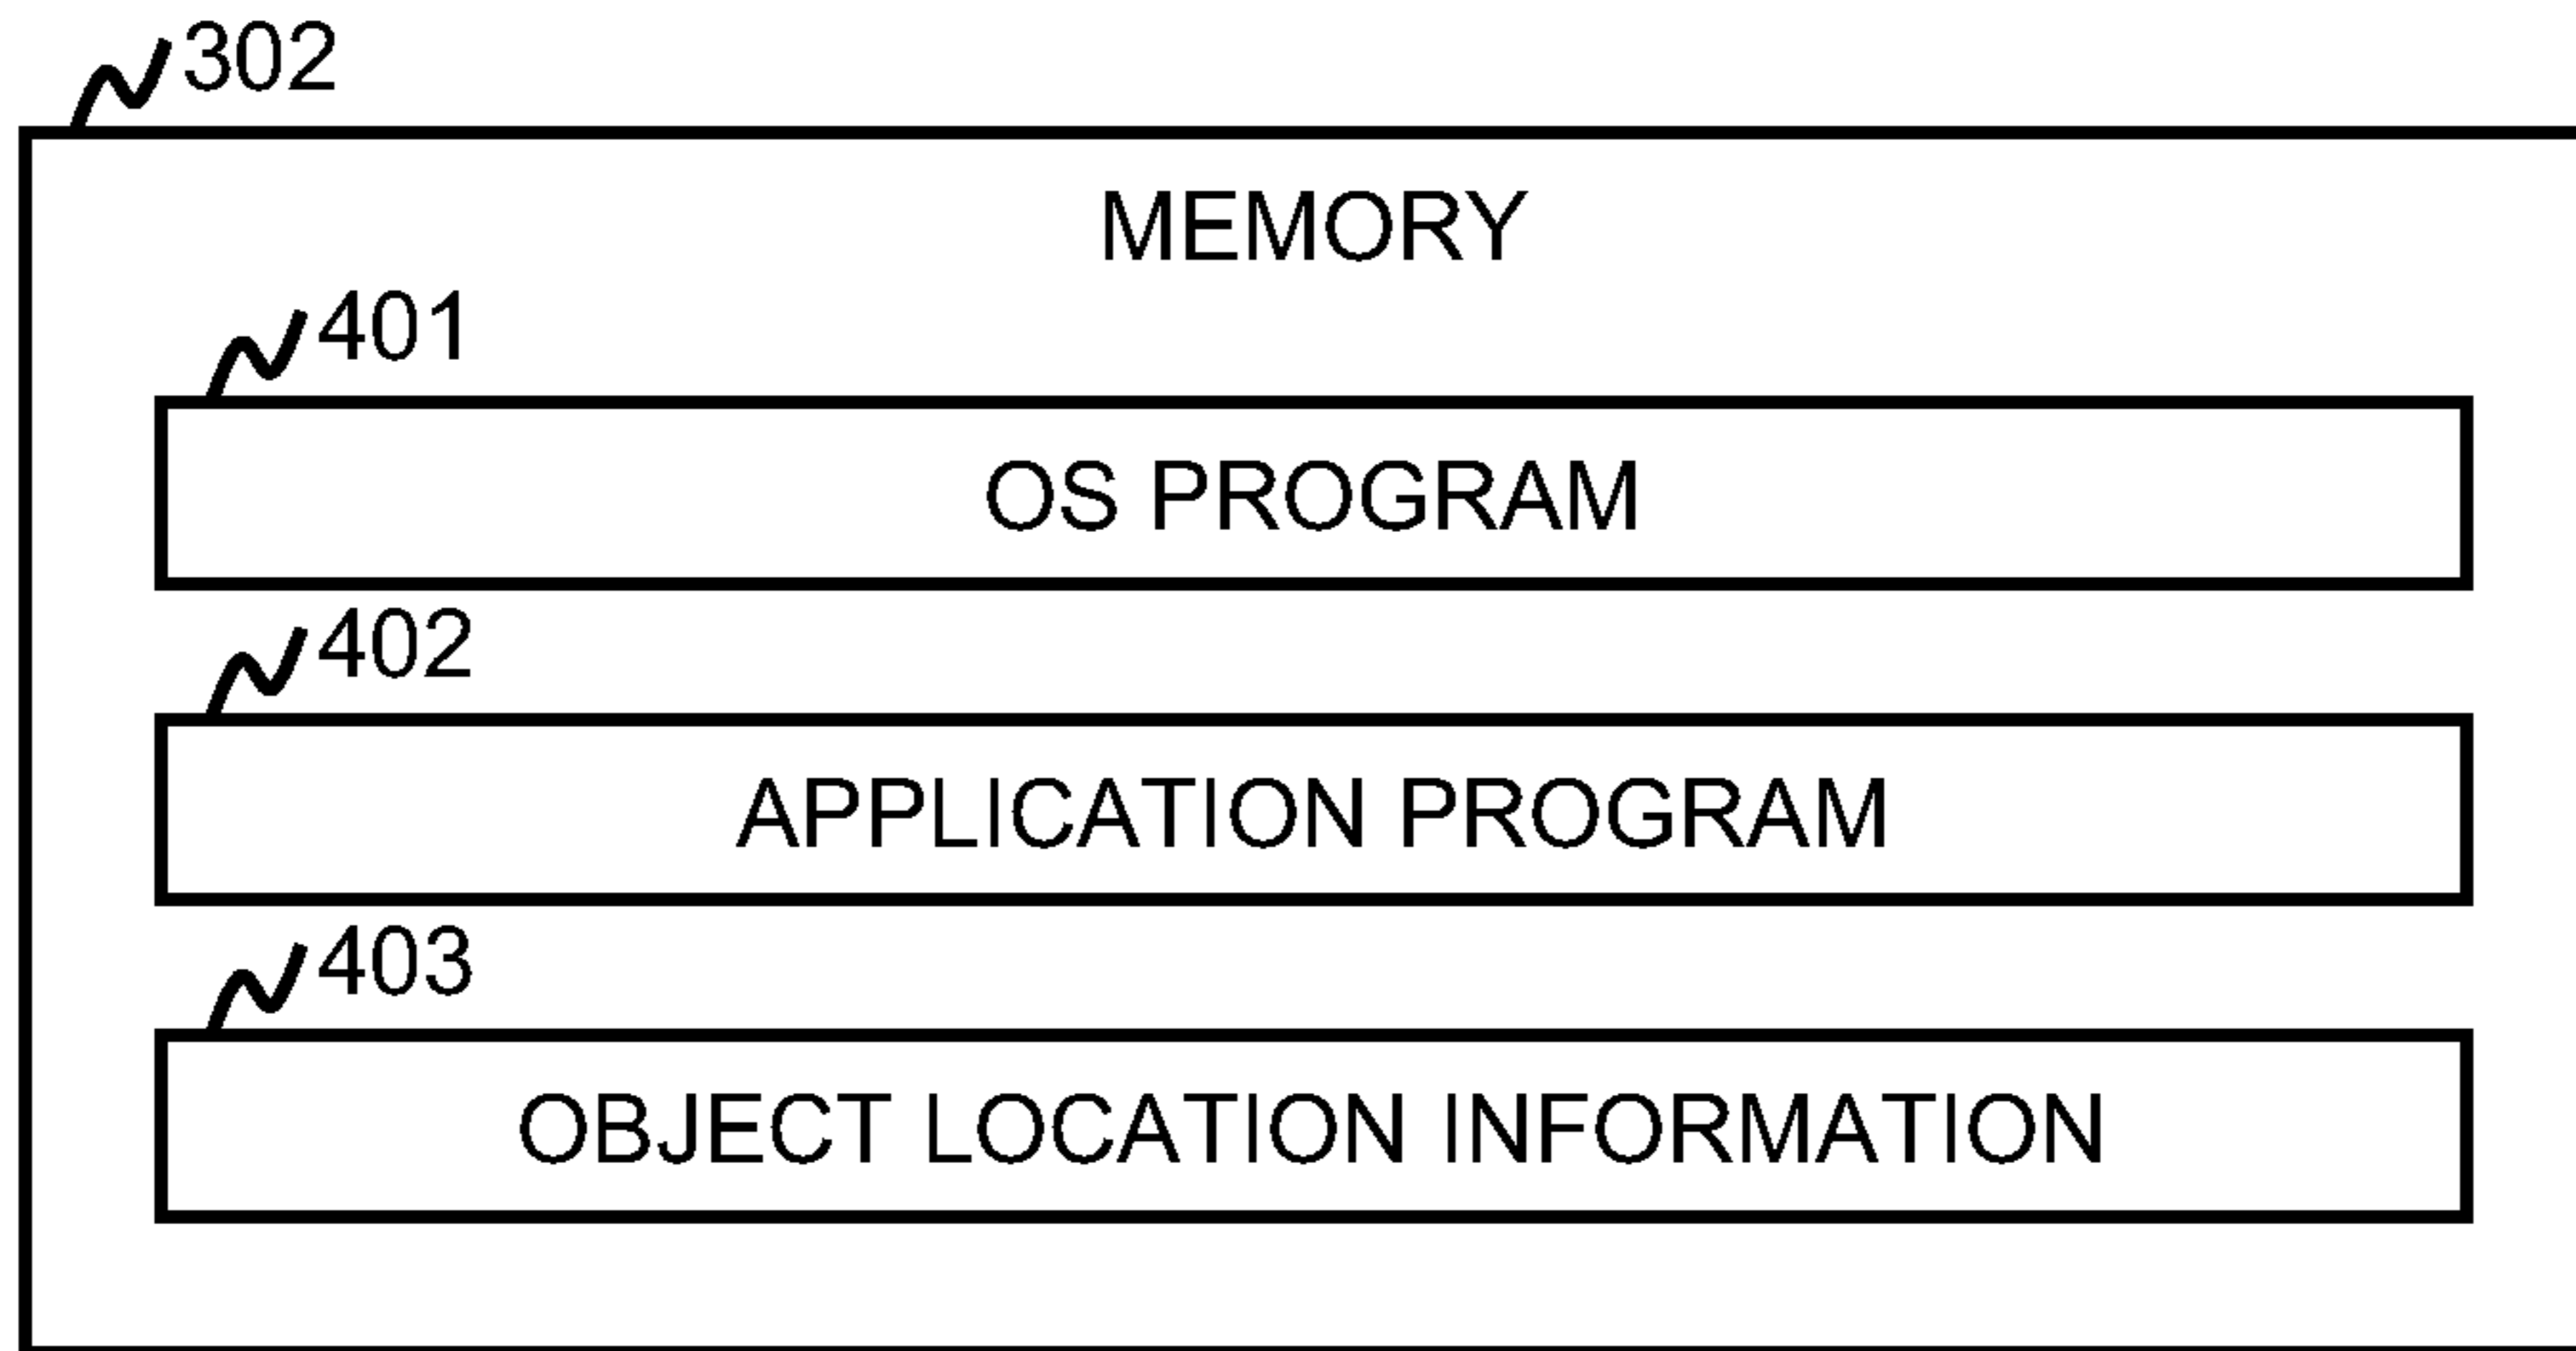 302
MEMORY
401
OS PROGRAM
402
APPLICATION PROGRAM
403
OBJECT LOCATION INFORMATION